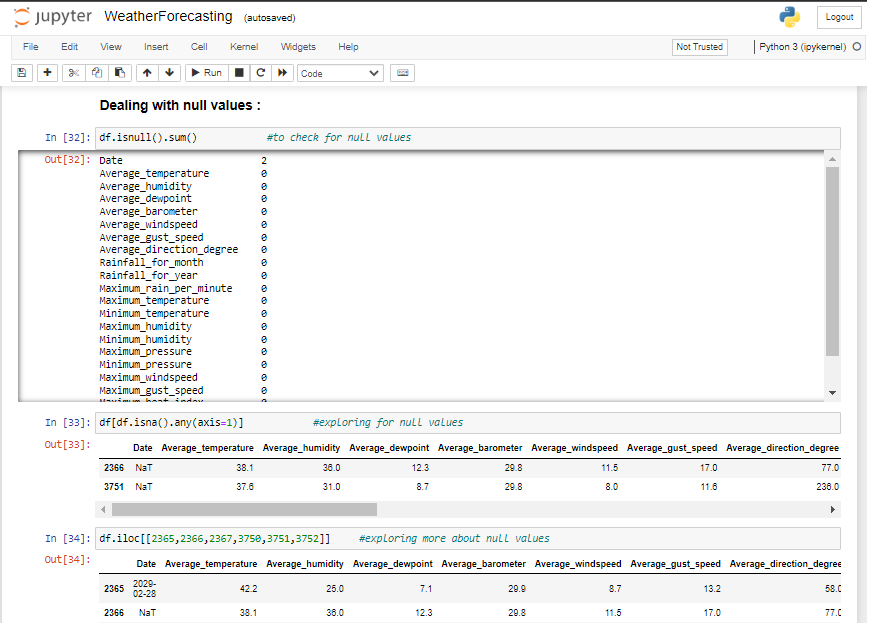 jupyter WeatherForecasting (autosaved) Logout
File Edit View Insert Cell Kernel Widgets Help Not Trusted Python 3 (ipykernel)
Run Code
Dealing with null values :
In [32]: df.isnull().sum() #to check for null values
Out[32]: Date 2
Average_temperature 0
Average_humidity 0
Average_dewpoint 0
Average_barometer 0
Average_windspeed 0
Average_gust_speed 0
Average_direction_degree 0
Rainfall_for_month 0
Rainfall_for_year 0
Maximum_rain_per_minute 0
Maximum_temperature 0
Minimum_temperature 0
Maximum_humidity 0
Minimum_humidity 0
Maximum_pressure 0
Minimum_pressure 0
Maximum_windspeed 0
Maximum_gust_speed 0
Maximum_heat_index 0
In [33]: df[df.isna().any(axis=1)] #exploring for null values
Out[33]:
Date Average_temperature Average_humidity Average_dewpoint Average_barometer Average_windspeed Average_gust_speed Average_direction_degree
2366 NaT 38.1 36.0 12.3 29.8 11.5 17.0 77.0
3751 NaT 37.6 31.0 8.7 29.8 8.0 11.6 236.0
In [34]: df.iloc[[2365,2366,2367,3750,3751,3752]] #exploring more about null values
Out[34]:
Date Average_temperature Average_humidity Average_dewpoint Average_barometer Average_windspeed Average_gust_speed Average_direction_degree
2365 2029-02-28 42.2 26.0 7.1 29.9 8.7 13.2 58.0
2366 NaT 38.1 36.0 12.3 29.8 11.5 17.0 77.0